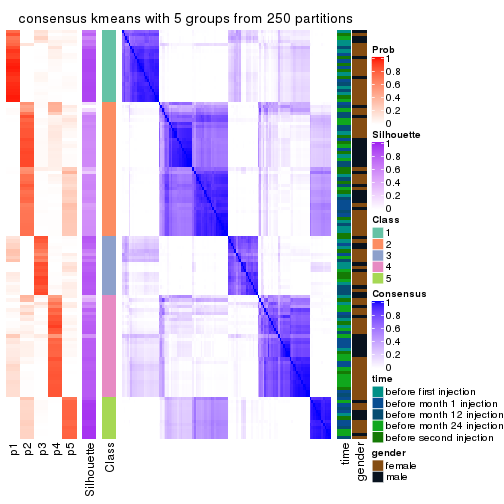 consensus kmeans with 5 groups from 250 partitions
Prob
1
0.8
0.6
0.4
0.2
0
Silhouette
1
0.8
0.6
0.4
0.2
0
Class
1
2
3
4
5
Consensus
1
0.8
0.6
0.4
0.2
0
time
before first injection
before month 1 injection
before month 12 injection
before month 24 injection
before second injection
gender
female
male
p1
p2
p3
p4
p5
Silhouette
Class
time
gender